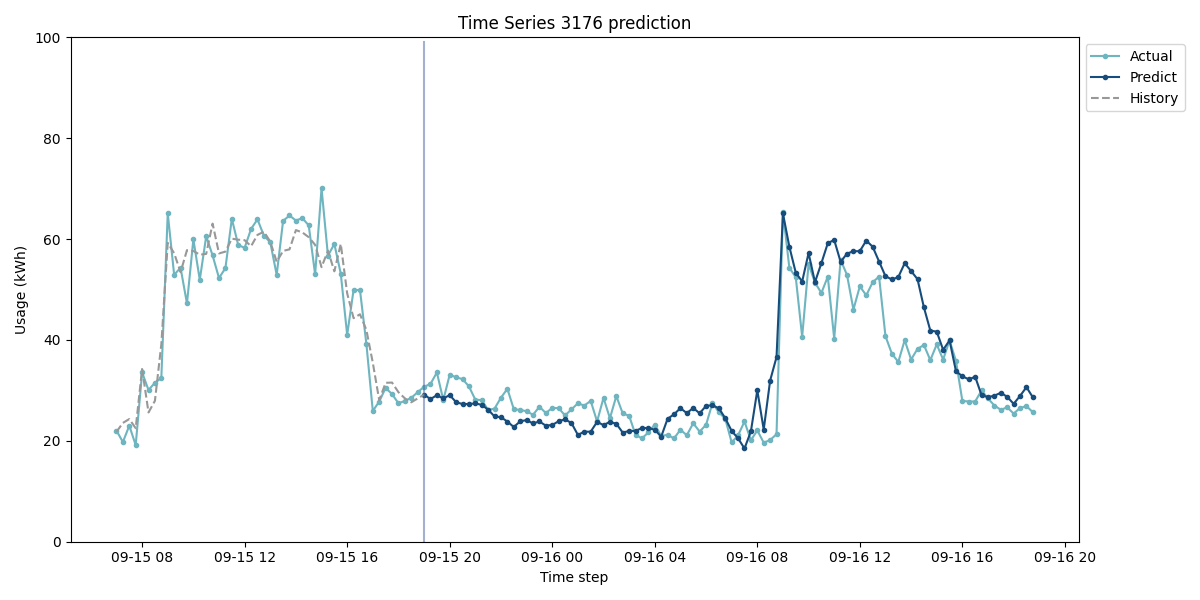 Time Series 3176 prediction
100
80
60
40
20
0
Usage (kWh)
09-15 08
09-15 12
09-15 16
09-15 20
09-16 00
09-16 04
09-16 08
09-16 12
09-16 16
09-16 20
Time step
Actual
Predict
History